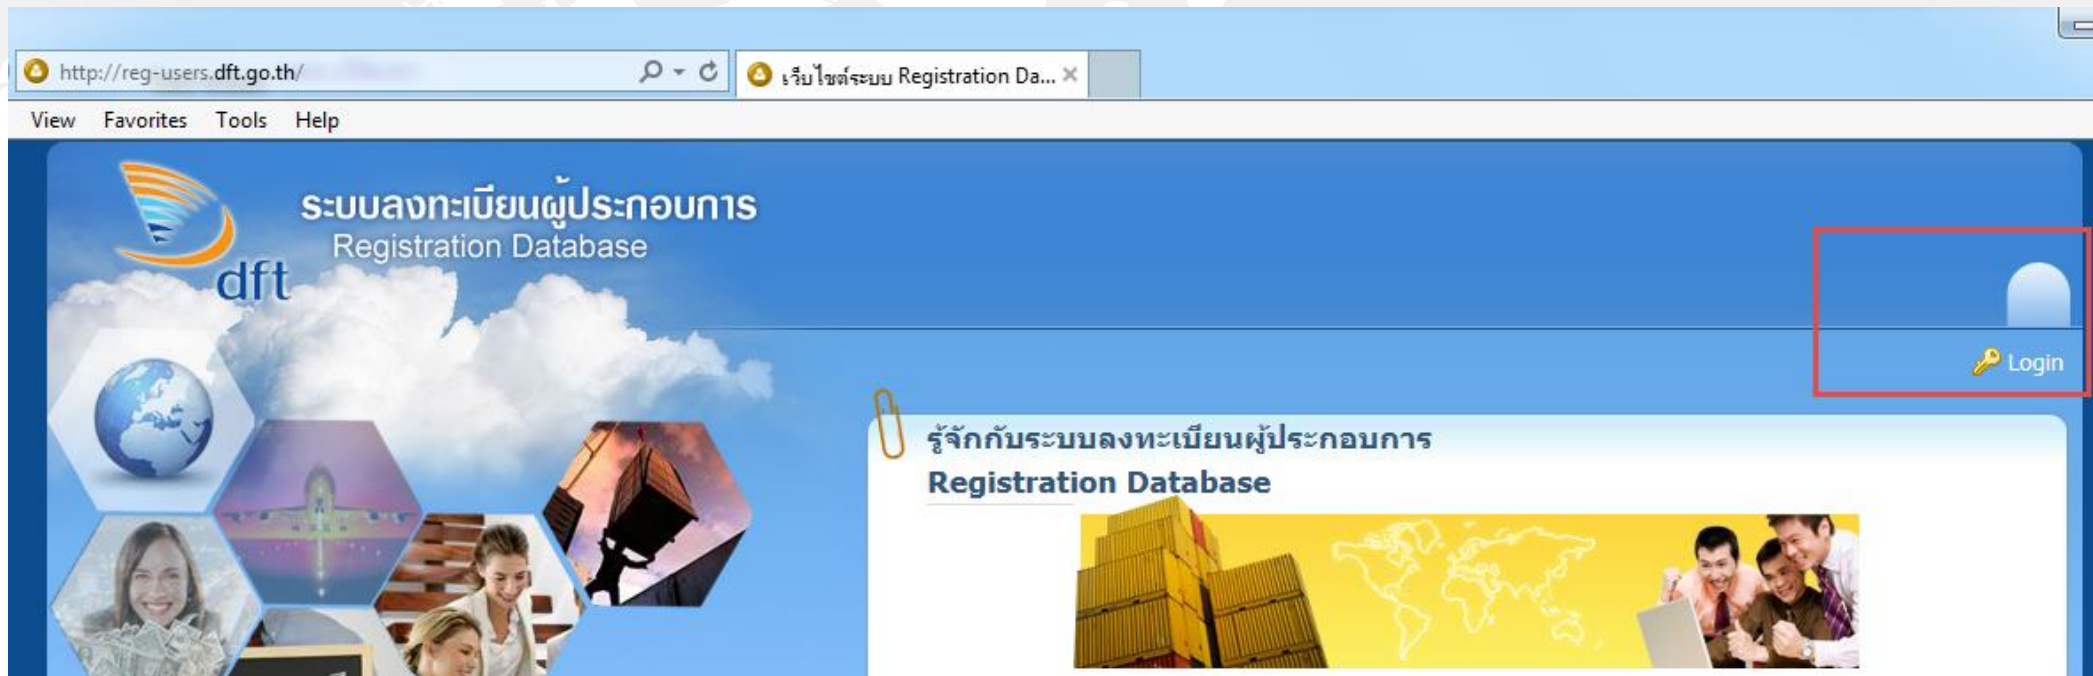 http://reg-users.dft.go.th/
เว็บไซต์ระบบ Registration Da...
View Favorites Tools Help
ระบบลงทะเบียนผู้ประกอบการ
Registration Database
dft
Login
รู้จักกับระบบลงทะเบียนผู้ประกอบการ
Registration Database